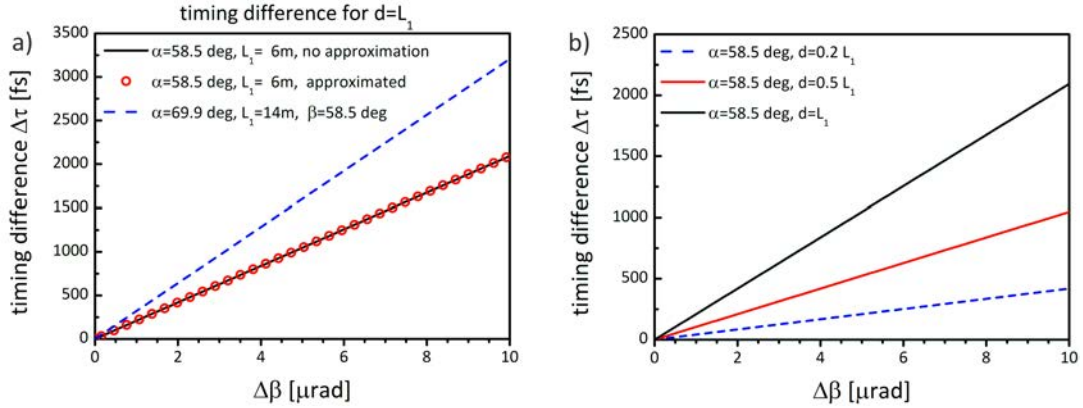 timing difference for d=L₁
a)
α=58.5 deg, L₁= 6m, no approximation
α=58.5 deg, L₁= 6m, approximated
α=69.9 deg, L₁=14m, β=58.5 deg
timing difference Δτ [fs]
3500
3000
2500
2000
1500
1000
500
0
0 2 4 6 8 10
Δβ [μrad]
b)
α=58.5 deg, d=0.2 L₁
α=58.5 deg, d=0.5 L₁
α=58.5 deg, d=L₁
timing difference Δτ [fs]
2500
2000
1500
1000
500
0
0 2 4 6 8 10
Δβ [μrad]